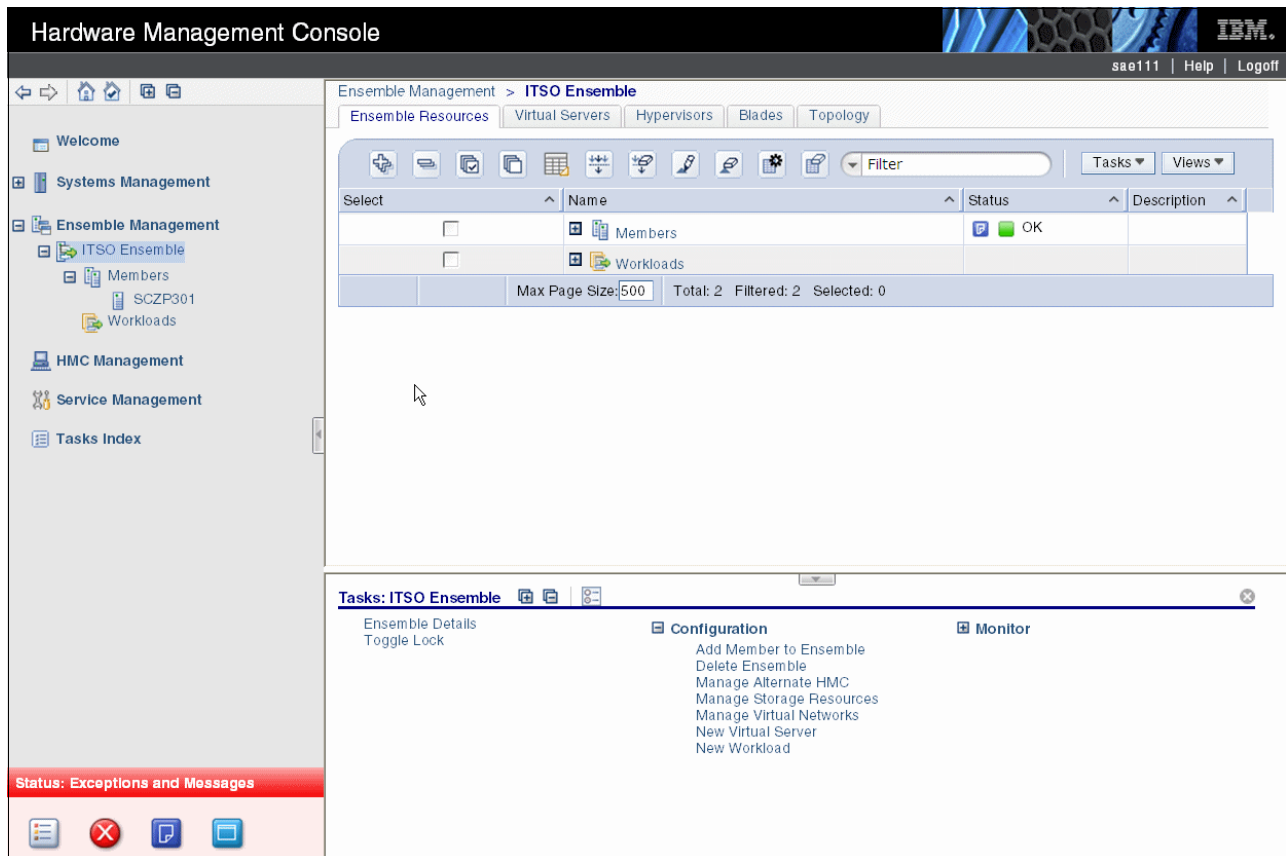 Hardware Management Console
IBM.
sae111 | Help | Logoff
Welcome
Systems Management
Ensemble Management
ITSO Ensemble
Members
SCZP301
Workloads
HMC Management
Service Management
Tasks Index
Status: Exceptions and Messages
Ensemble Management > ITSO Ensemble
Ensemble Resources Virtual Servers Hypervisors Blades Topology
Filter Tasks Views
Select Name Status Description
Members OK
Workloads
Max Page Size: 500 Total: 2 Filtered: 2 Selected: 0
Tasks: ITSO Ensemble
Ensemble Details
Toggle Lock
Configuration
Add Member to Ensemble
Delete Ensemble
Manage Alternate HMC
Manage Storage Resources
Manage Virtual Networks
New Virtual Server
New Workload
Monitor